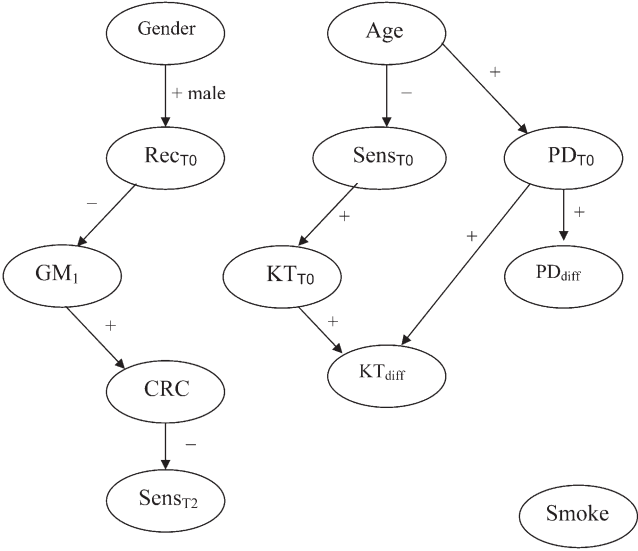 Gender
Age
+ male
−
+
Rec_T0
Sens_T0
PD_T0
−
+
+
+
GM_1
KT_T0
PD_diff
+
+
CRC
KT_diff
−
Sens_T2
Smoke